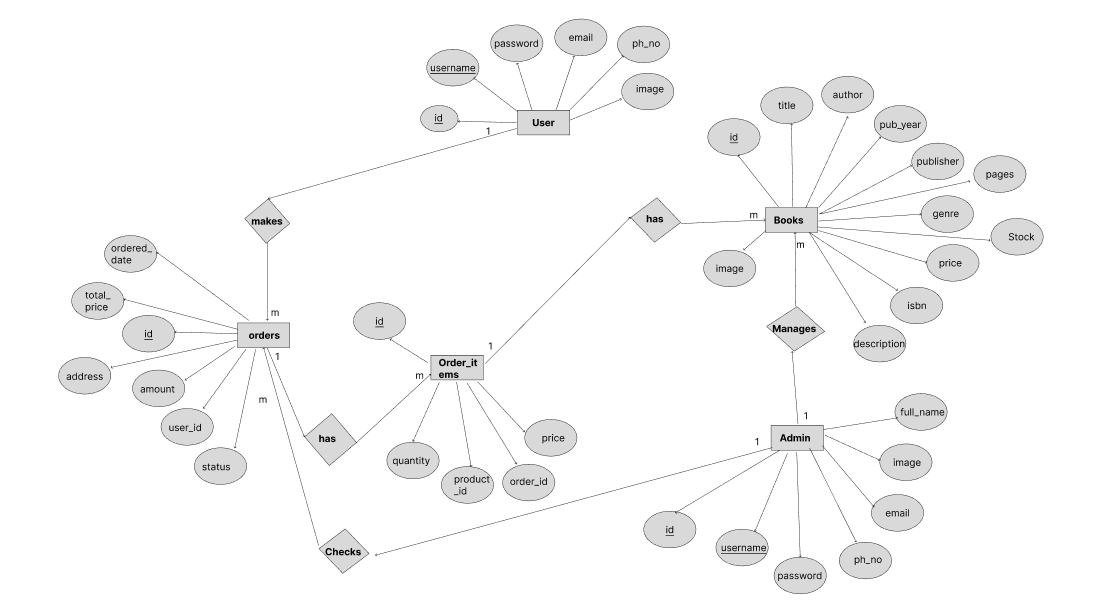 email
password
ph_no
username
image
id
User
1
author
title
pub_year
id
publisher
pages
genre
has
m
Books
makes
Stock
m
ordered_
date
price
image
total_
price
isbn
m
id
Manages
id
orders
description
1
1
Order_it
ems
address
m
amount
m
full_name
1
user_id
has
price
1
Admin
quantity
image
status
product
_id
order_id
email
id
username
Checks
ph_no
password